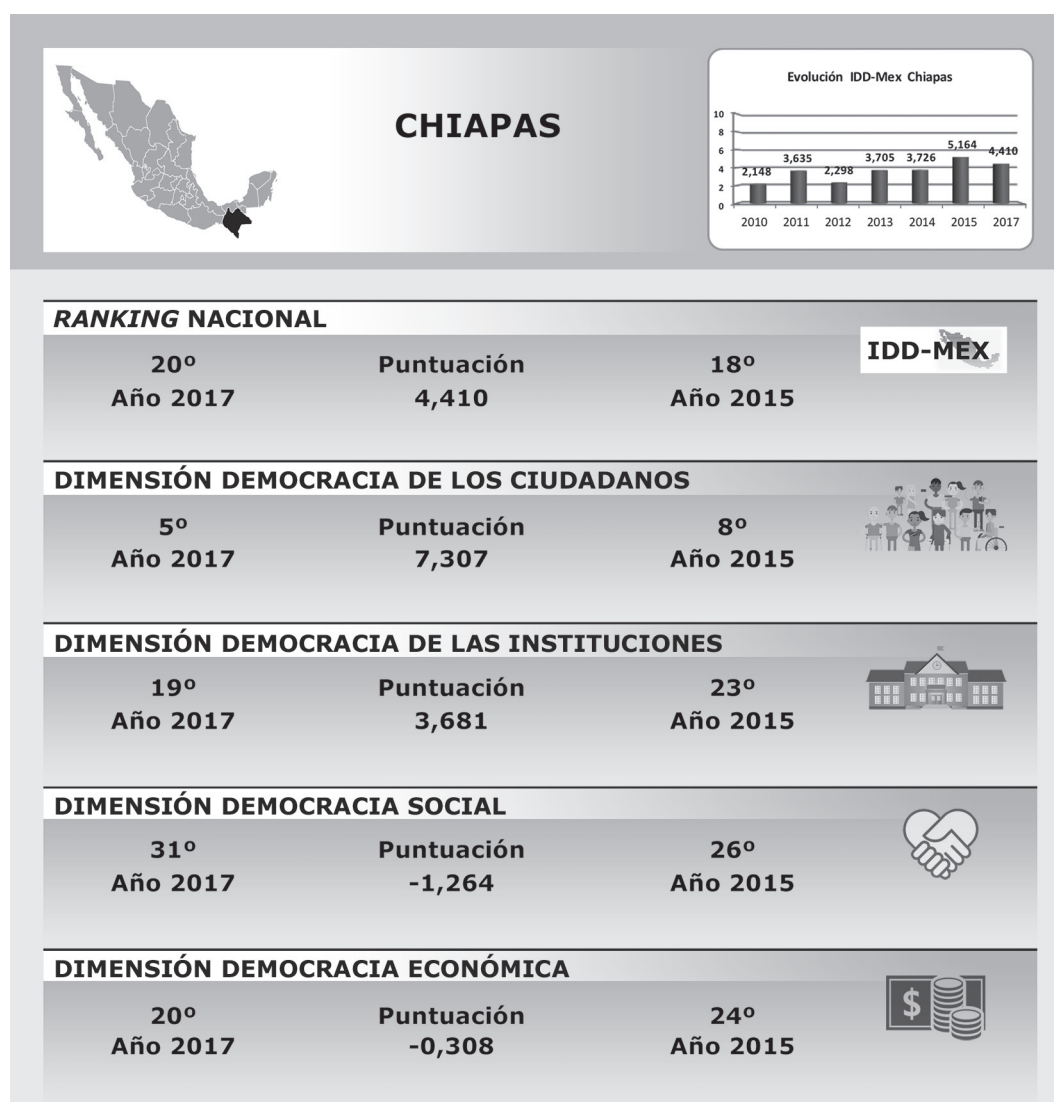 CHIAPAS
Evolución IDD-Mex Chiapas
10
8
6
4
2
0
2,148
3,635
2,298
3,705
3,726
5,164
4,410
2010 2011 2012 2013 2014 2015 2017
RANKING NACIONAL
IDD-MEX
20º Puntuación 18º
Año 2017 4,410 Año 2015
DIMENSIÓN DEMOCRACIA DE LOS CIUDADANOS
5º Puntuación 8º
Año 2017 7,307 Año 2015
DIMENSIÓN DEMOCRACIA DE LAS INSTITUCIONES
19º Puntuación 23º
Año 2017 3,681 Año 2015
DIMENSIÓN DEMOCRACIA SOCIAL
31º Puntuación 26º
Año 2017 -1,264 Año 2015
DIMENSIÓN DEMOCRACIA ECONÓMICA
$
20º Puntuación 24º
Año 2017 -0,308 Año 2015